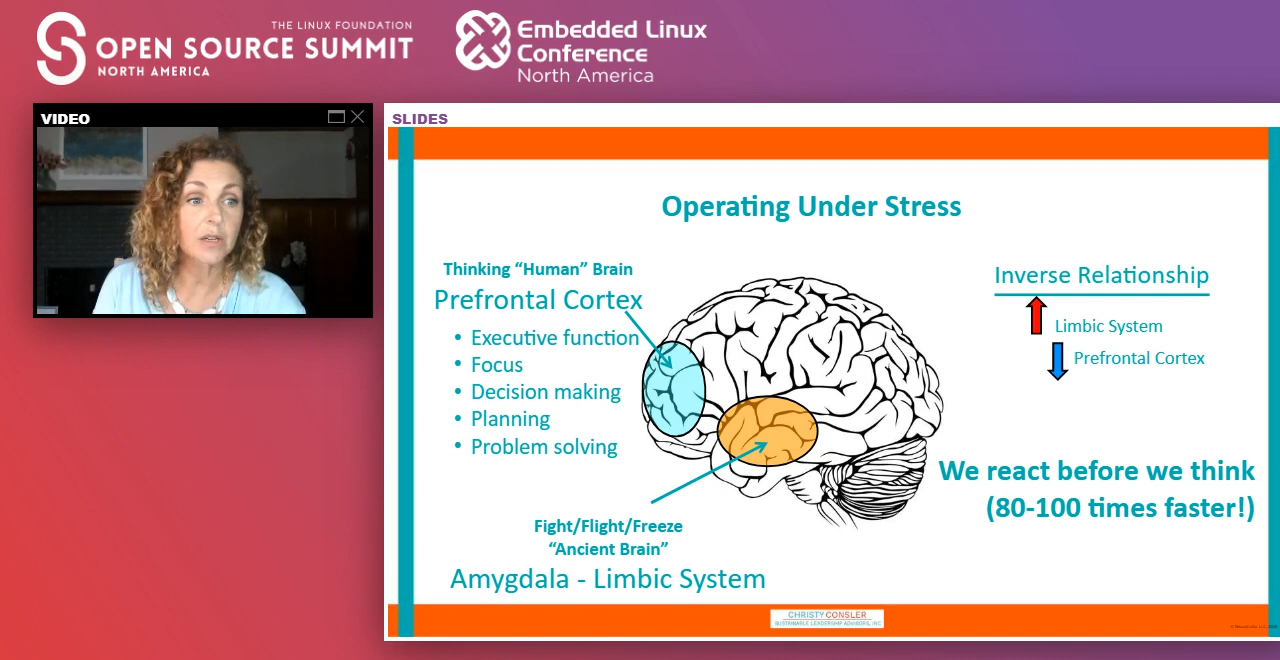 THE LINUX FOUNDATION
OPEN SOURCE SUMMIT
NORTH AMERICA
Embedded Linux
Conference
North America
VIDEO
SLIDES
Operating Under Stress
Thinking “Human” Brain
Prefrontal Cortex
• Executive function
• Focus
• Decision making
• Planning
• Problem solving
Inverse Relationship
Limbic System
Prefrontal Cortex
We react before we think
(80-100 times faster!)
Fight/Flight/Freeze
“Ancient Brain”
Amygdala - Limbic System
CHRISTY CONSLER
SUSTAINABLE LEADERSHIP ADVISORS, INC